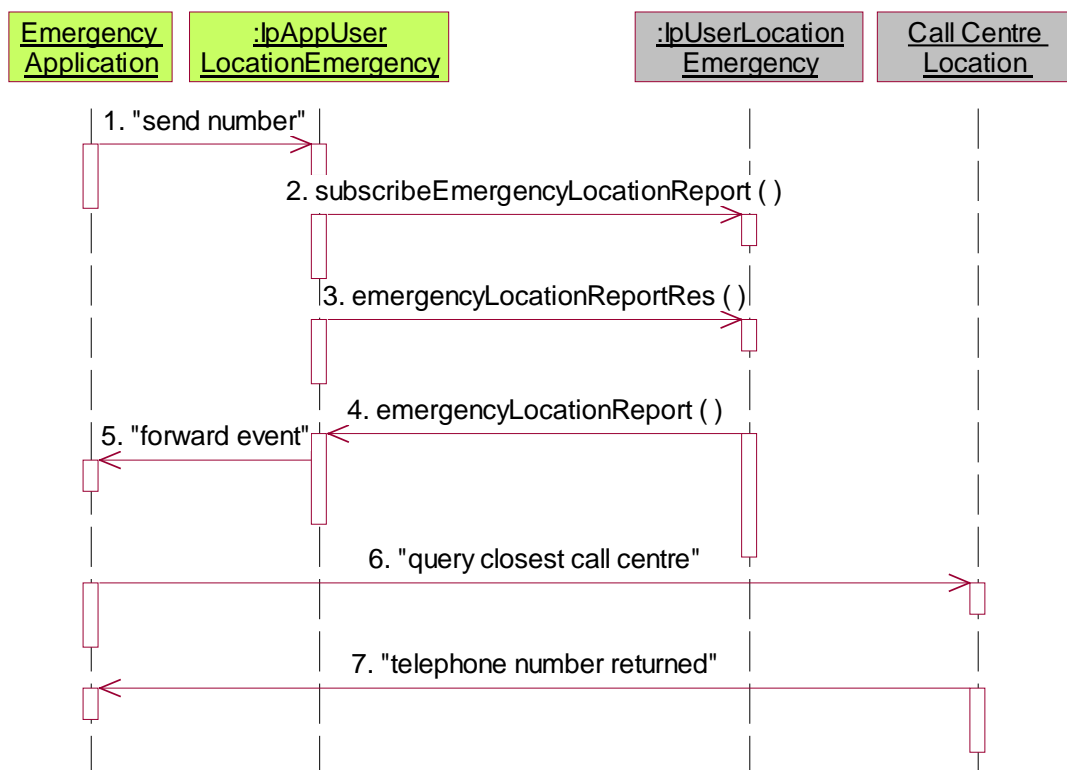 Emergency
Application
:IpAppUser
LocationEmergency
:IpUserLocation
Emergency
Call Centre
Location
1. "send number"
2. subscribeEmergencyLocationReport ( )
3. emergencyLocationReportRes ( )
4. emergencyLocationReport ( )
5. "forward event"
6. "query closest call centre"
7. "telephone number returned"